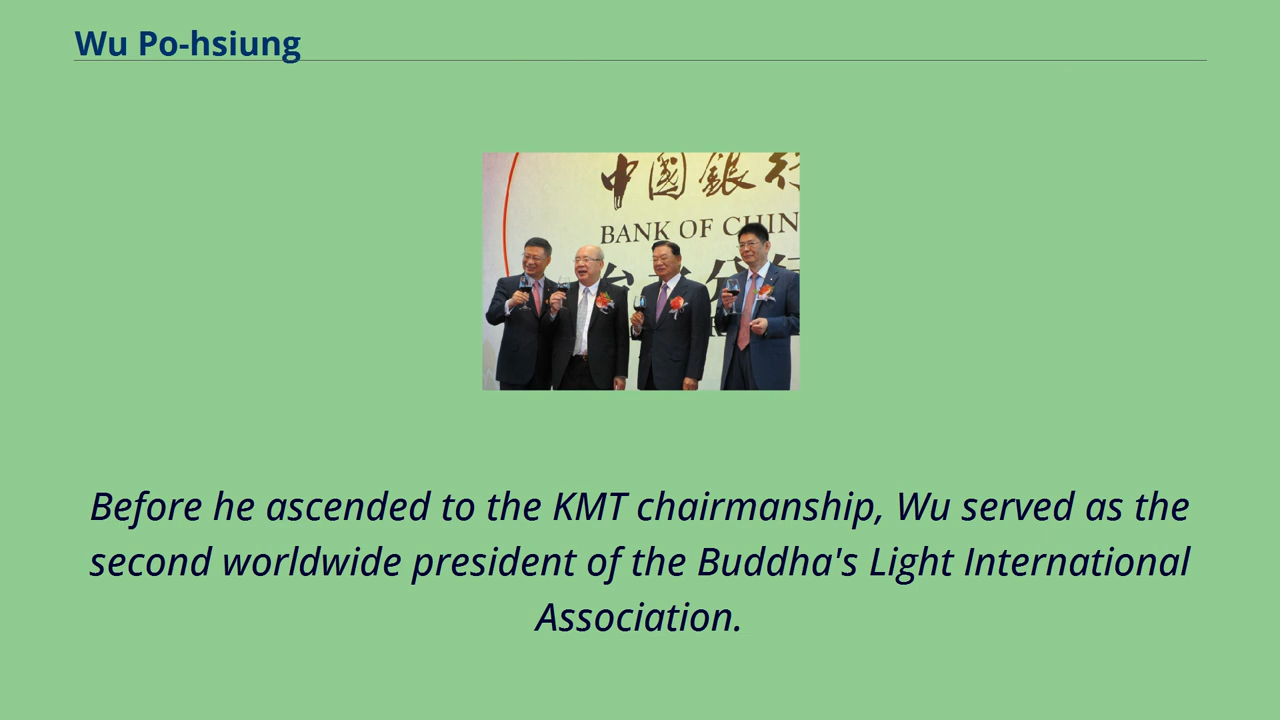 Wu Po-hsiung
中國銀行
BANK OF CHIN
Before he ascended to the KMT chairmanship, Wu served as the
second worldwide president of the Buddha's Light International
Association.